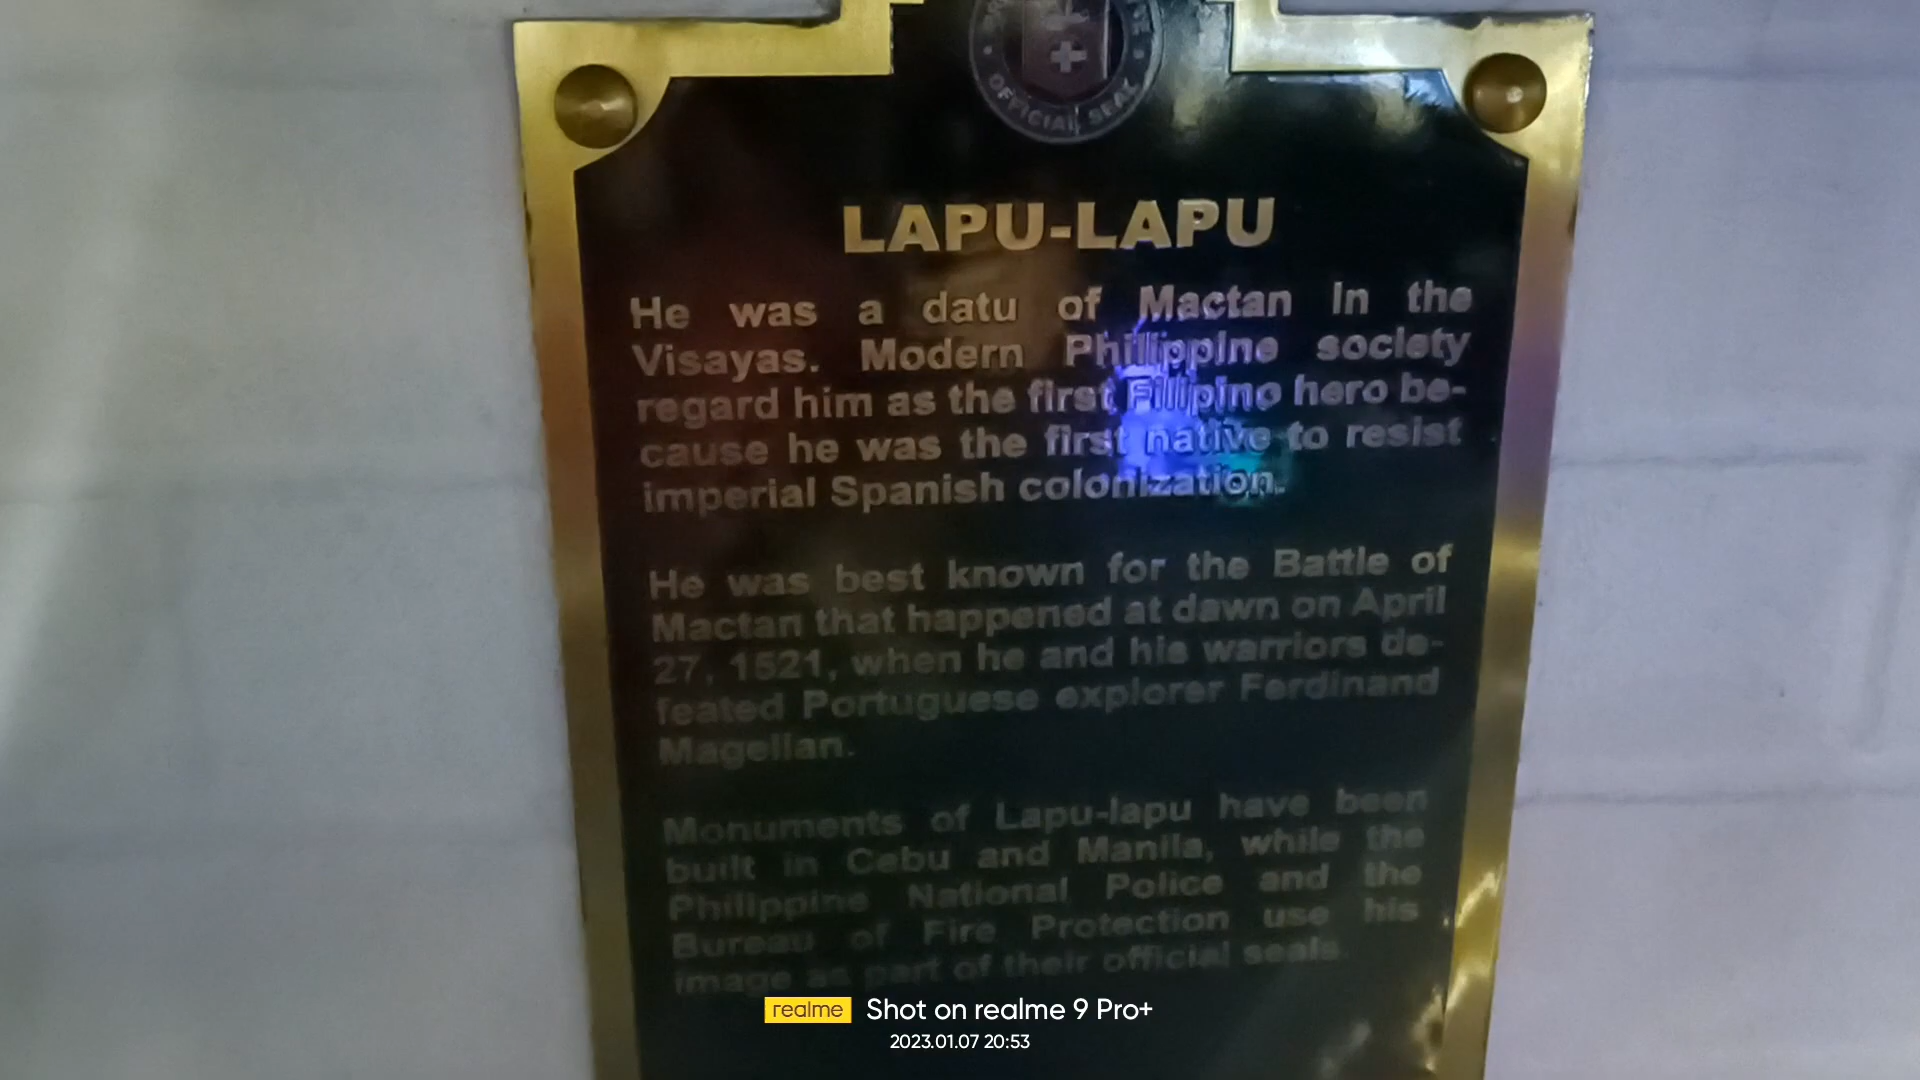 OFFICIAL SEAL
LAPU-LAPU
He was a datu of Mactan in the
Visayas. Modern Philippine society
regard him as the first Filipino hero be-
cause he was the first native to resist
imperial Spanish colonization.
He was best known for the Battle of
Mactan that happened at dawn on April
27, 1521, when he and his warriors de-
feated Portuguese explorer Ferdinand
Magellan.
Monuments of Lapu-lapu have been
built in Cebu and Manila, while the
Philippine National Police and the
Bureau of Fire Protection use his
image as part of their official seals.
realme Shot on realme 9 Pro+
2023.01.07 20:53